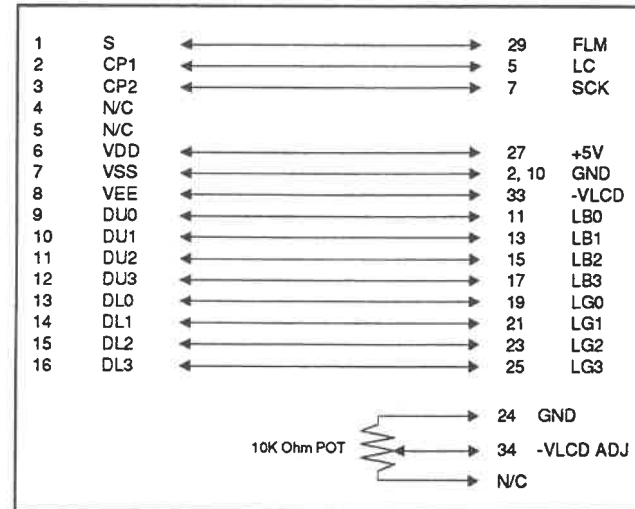 1 S 29 FLM
2 CP1 5 LC
3 CP2 7 SCK
4 N/C
5 N/C
6 VDD 27 +5V
7 VSS 2, 10 GND
8 VEE 33 -VLCD
9 DU0 11 LB0
10 DU1 13 LB1
11 DU2 15 LB2
12 DU3 17 LB3
13 DL0 19 LG0
14 DL1 21 LG1
15 DL2 23 LG2
16 DL3 25 LG3
24 GND
10K Ohm POT 34 -VLCD ADJ
N/C